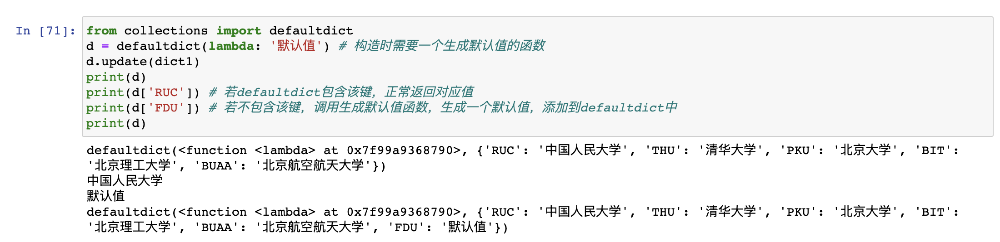 In [71]: from collections import defaultdict
d = defaultdict(lambda: '默认值') # 构造时需要一个生成默认值的函数
d.update(dict1)
print(d)
print(d['RUC']) # 若defaultdict包含该键，正常返回对应值
print(d['FDU']) # 若不包含该键，调用生成默认值函数，生成一个默认值，添加到defaultdict中
print(d)
defaultdict(<function <lambda> at 0x7f99a9368790>, {'RUC': '中国人民大学', 'THU': '清华大学', 'PKU': '北京大学', 'BIT':
'北京理工大学', 'BUAA': '北京航空航天大学'})
中国人民大学
默认值
defaultdict(<function <lambda> at 0x7f99a9368790>, {'RUC': '中国人民大学', 'THU': '清华大学', 'PKU': '北京大学', 'BIT':
'北京理工大学', 'BUAA': '北京航空航天大学', 'FDU': '默认值'})